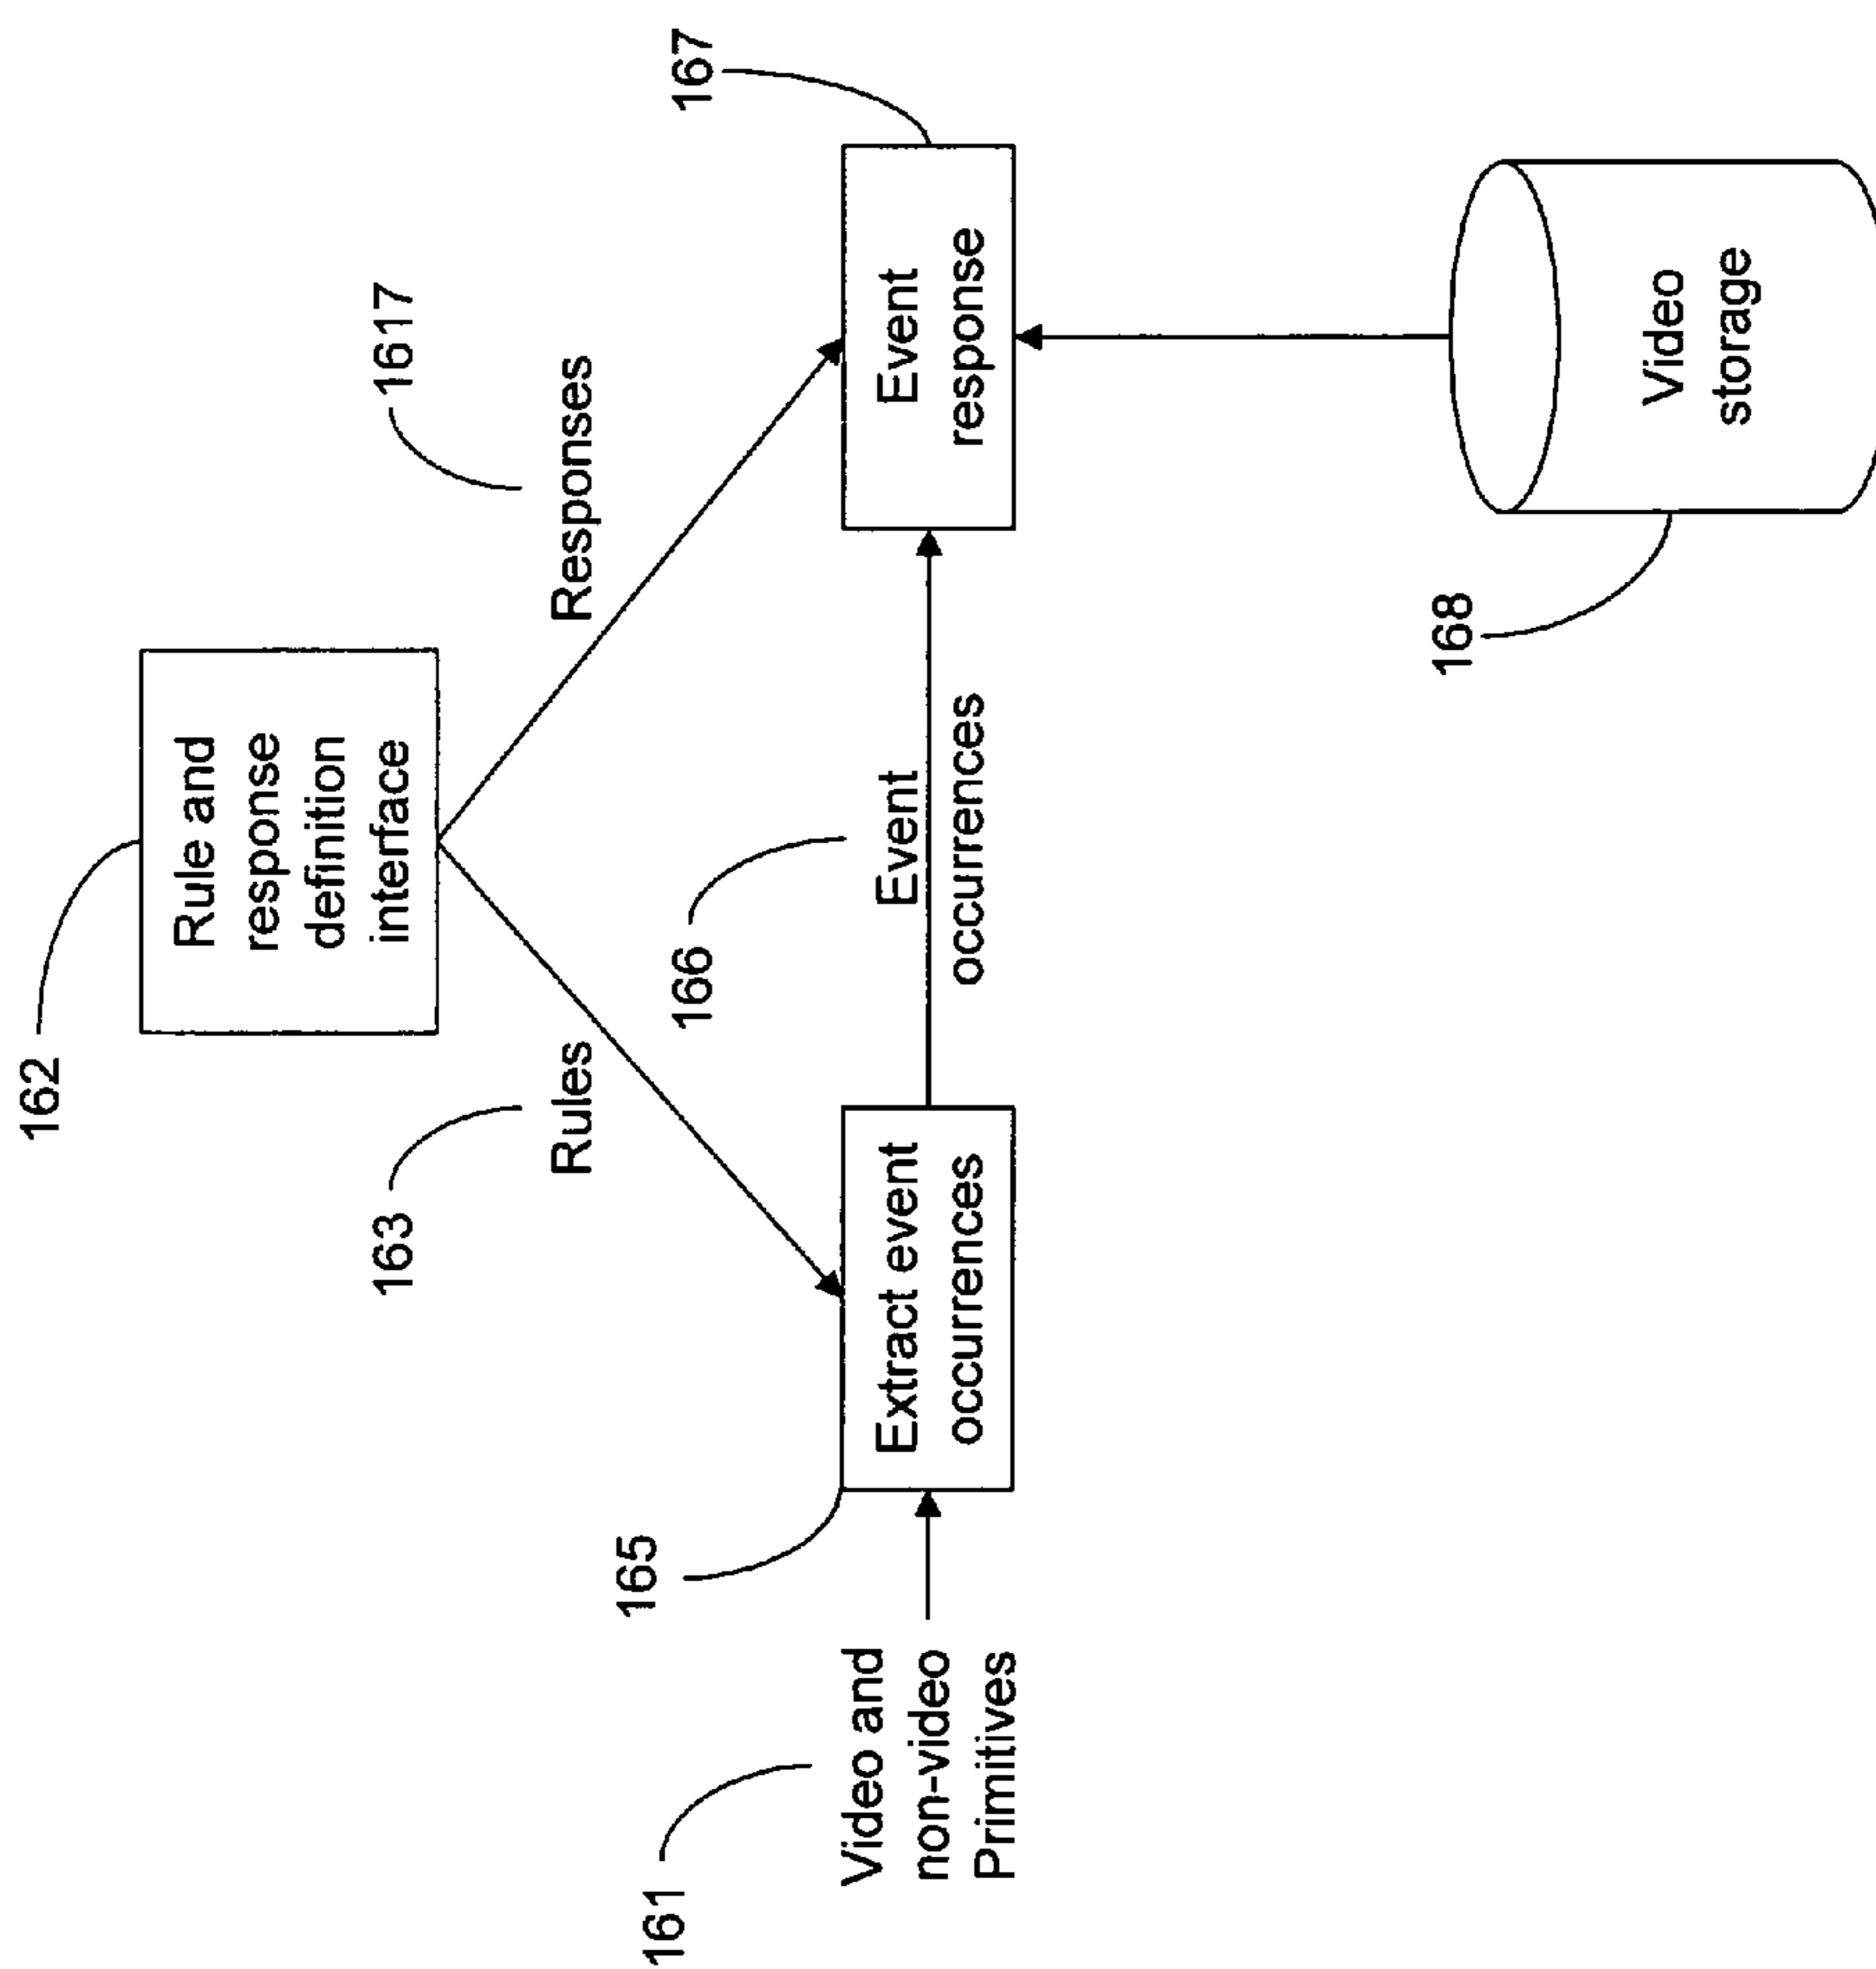 162
Rule and
response
definition
interface
163
Rules
1617
Responses
161
Video and
non-video
Primitives
165
Extract event
occurrences
166
Event
occurrences
167
Event
response
168
Video
storage